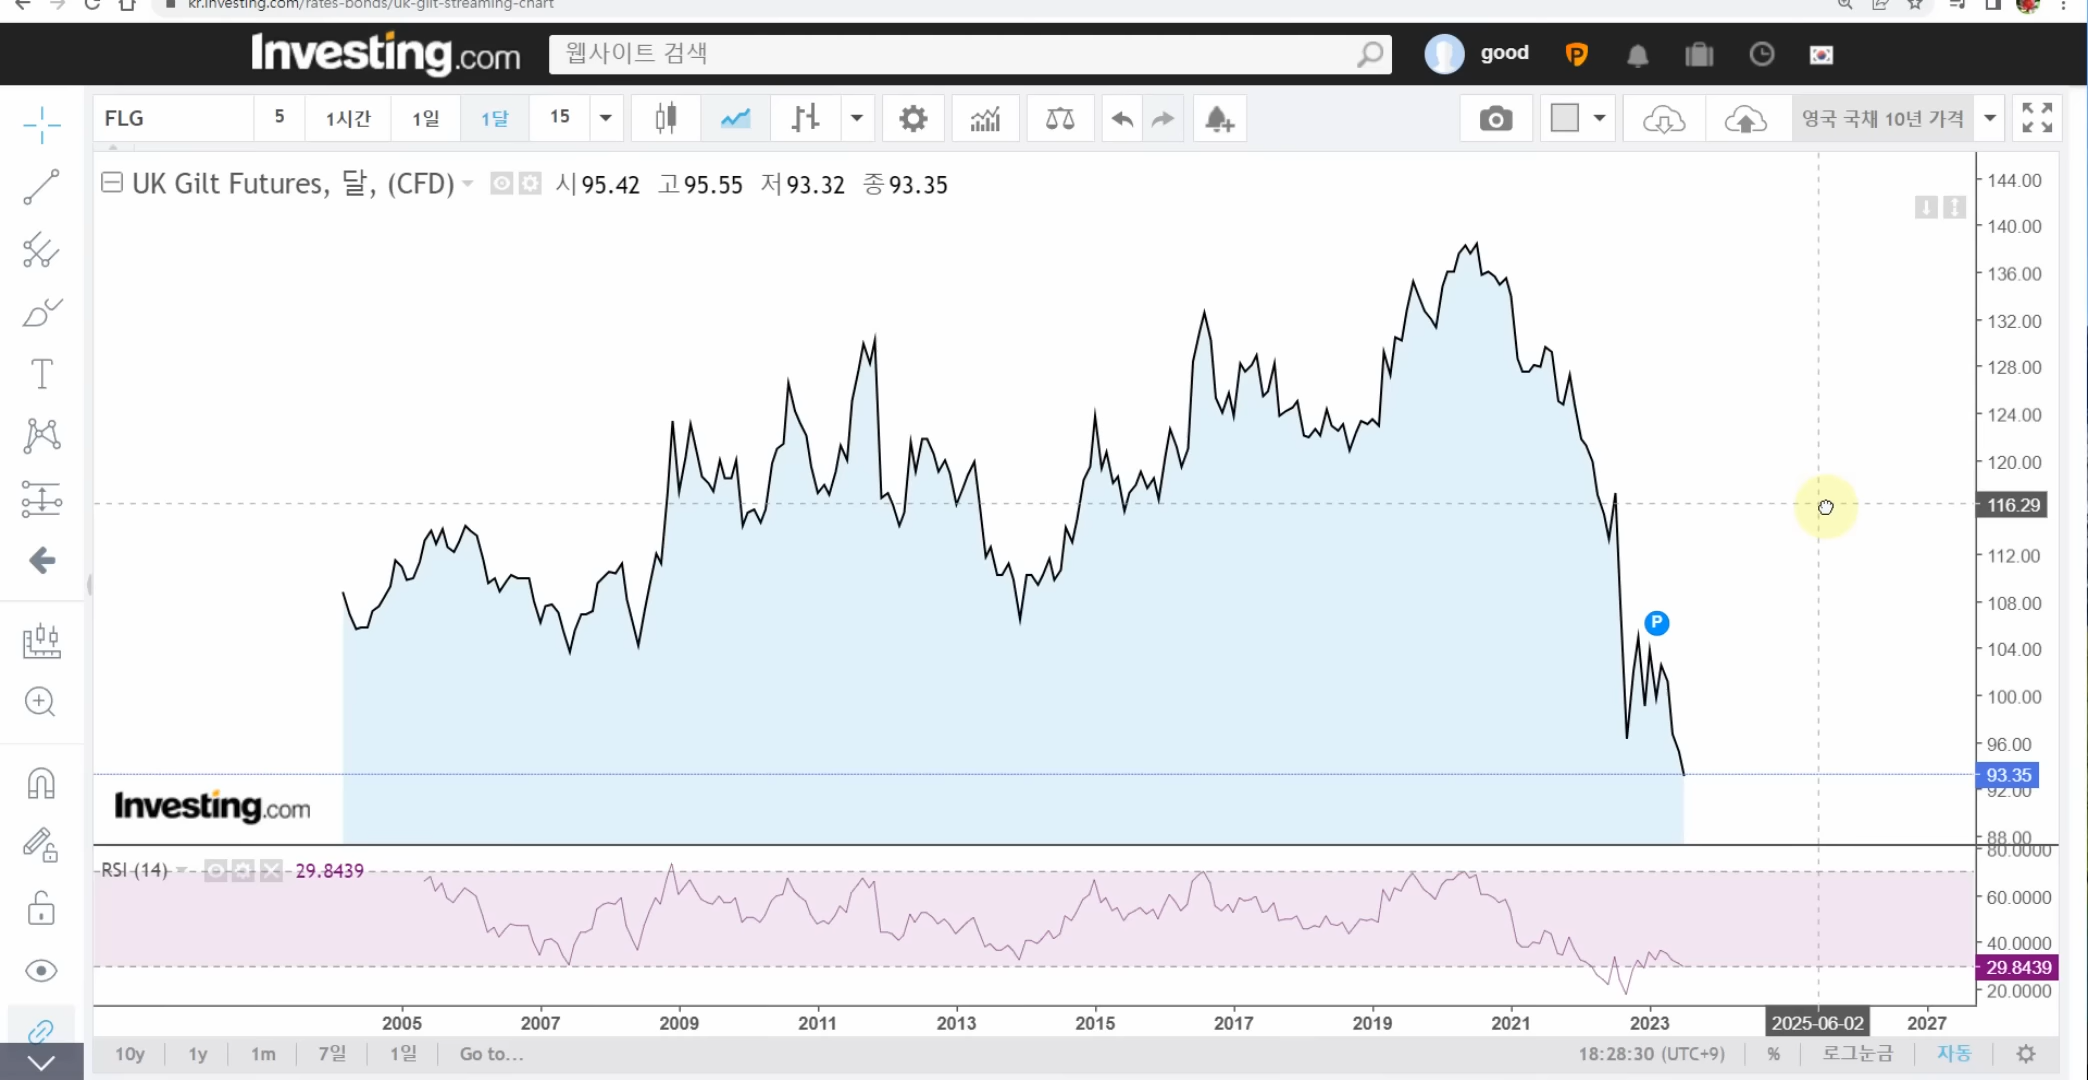 kr.investing.com/rates-bonds/uk-gilt-streaming-chart
Investing.com 웹사이트 검색 good
FLG 5 1시간 1일 1달 15 영국 국채 10년 가격
UK Gilt Futures, 달, (CFD) 시95.42 고95.55 저93.32 종93.35
144.00
140.00
136.00
132.00
128.00
124.00
120.00
116.29
112.00
108.00
P
104.00
100.00
96.00
93.35
92.00
Investing.com
88.00
80.0000
RSI (14) 29.8439
60.0000
40.0000
29.8439
20.0000
2005 2007 2009 2011 2013 2015 2017 2019 2021 2023 2025-06-02 2027
10y 1y 1m 7일 1일 Go to... 18:28:30 (UTC+9) % 로그눈금 자동